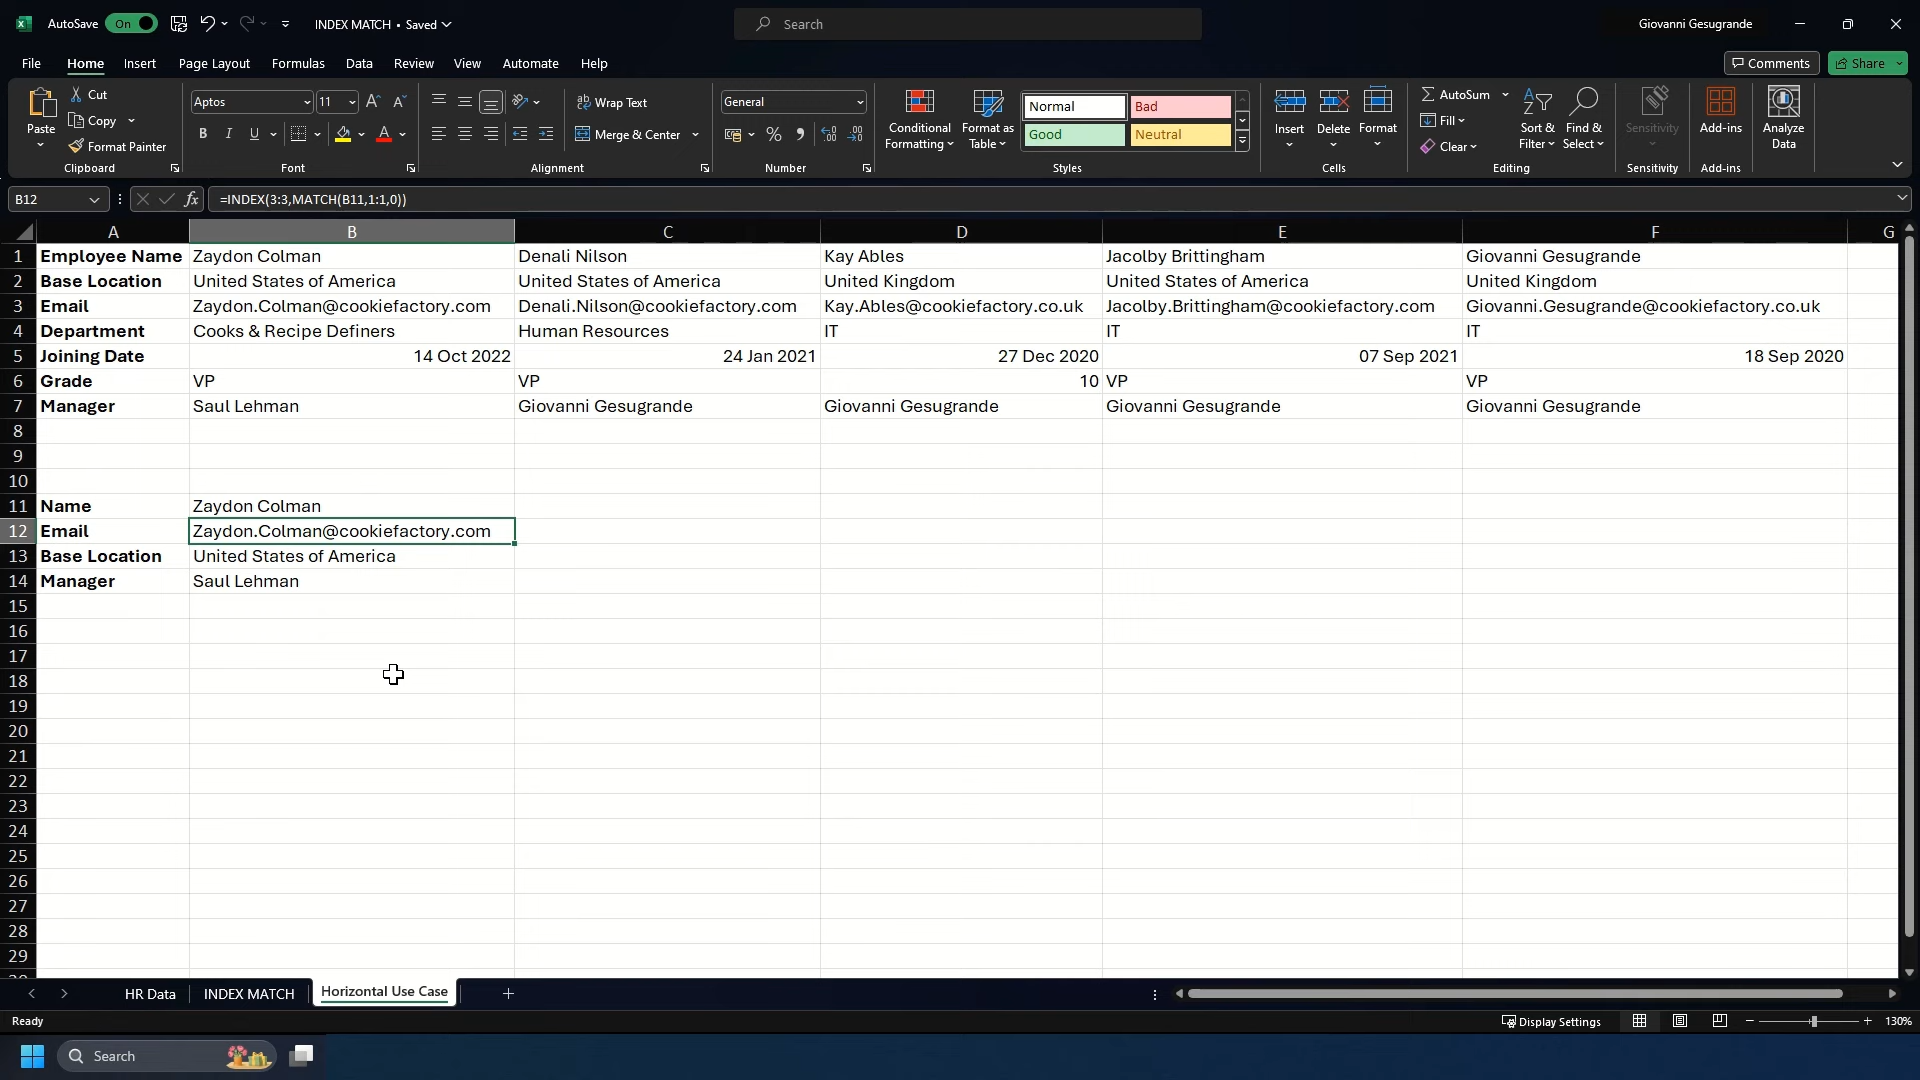 AutoSave On INDEX MATCH • Saved Search Giovanni Gesugrande
File Home Insert Page Layout Formulas Data Review View Automate Help Comments Share
Paste Cut Copy Format Painter Clipboard
Aptos 11 A A B I U A Font
ab Wrap Text Merge & Center Alignment
General % , Number
Conditional Formatting Format as Table Normal Bad Good Neutral Styles
Insert Delete Format Cells
AutoSum Fill Clear Sort & Filter Find & Select Editing
Sensitivity Sensitivity
Add-ins Add-ins
Analyze Data
B12 fx =INDEX(3:3,MATCH(B11,1:1,0))
A B C D E F G
1 Employee Name Zaydon Colman Denali Nilson Kay Ables Jacolby Brittingham Giovanni Gesugrande
2 Base Location United States of America United States of America United Kingdom United States of America United Kingdom
3 Email Zaydon.Colman@cookiefactory.com Denali.Nilson@cookiefactory.com Kay.Ables@cookiefactory.co.uk Jacolby.Brittingham@cookiefactory.com Giovanni.Gesugrande@cookiefactory.co.uk
4 Department Cooks & Recipe Definers Human Resources IT IT IT
5 Joining Date 14 Oct 2022 24 Jan 2021 27 Dec 2020 07 Sep 2021 18 Sep 2020
6 Grade VP VP 10 VP VP
7 Manager Saul Lehman Giovanni Gesugrande Giovanni Gesugrande Giovanni Gesugrande Giovanni Gesugrande
8
9
10
11 Name Zaydon Colman
12 Email Zaydon.Colman@cookiefactory.com
13 Base Location United States of America
14 Manager Saul Lehman
15
16
17
18
19
20
21
22
23
24
25
26
27
28
29
HR Data INDEX MATCH Horizontal Use Case
Ready Display Settings 130%
Search